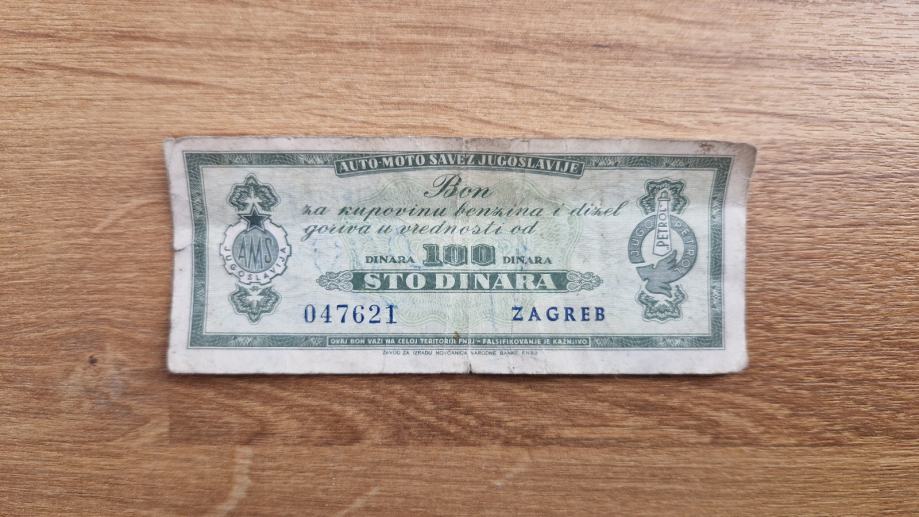 AUTO-MOTO SAVEZ JUGOSLAVIJE
Bon
za kupovinu benzina i dizel
goriva u vrednosti od
DINARA 100 DINARA
STO DINARA
AMS
JUGOSLAVIJA
JUGOPETROL
PETROL
047621 ZAGREB
OVAJ BON VAŽI NA CELOJ TERITORIJI FNRJ – FALSIFIKOVANJE JE KAŽNJIVO
ZAVOD ZA IZRADU NOVČANICA NARODNE BANKE FNRJ